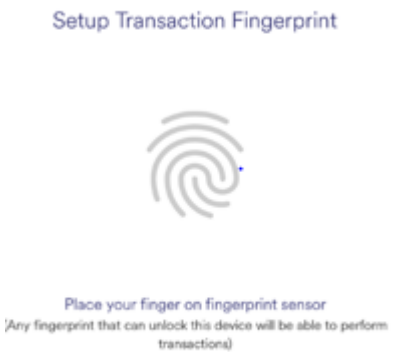 Setup Transaction Fingerprint
Place your finger on fingerprint sensor
(Any fingerprint that can unlock this device will be able to perform
transactions)